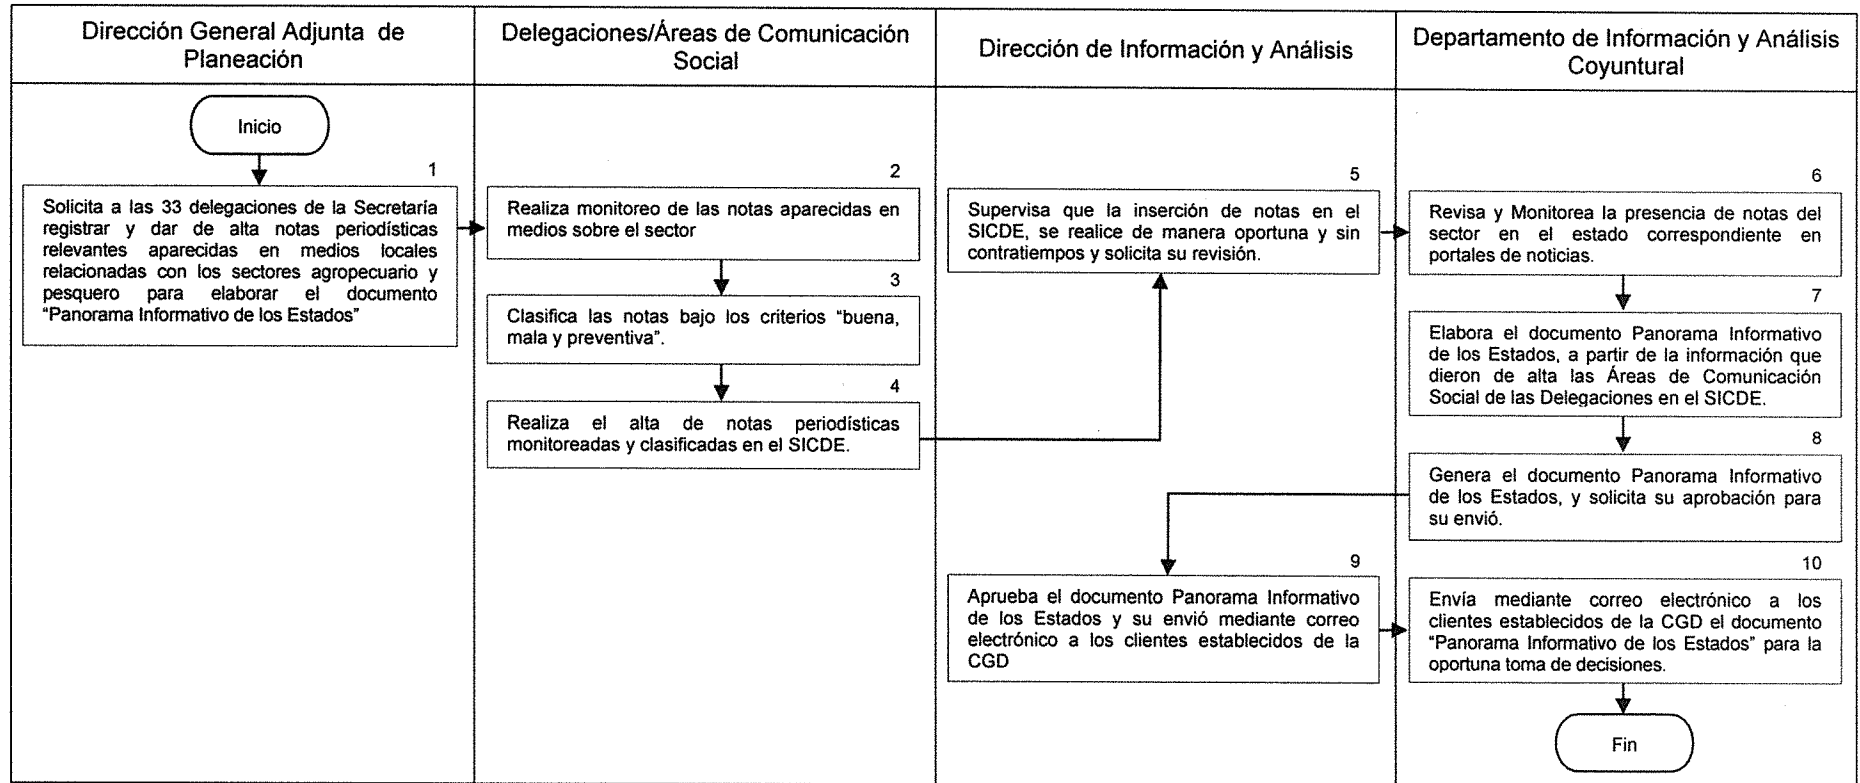 Dirección General Adjunta de
Planeación
Delegaciones/Áreas de Comunicación
Social
Dirección de Información y Análisis
Departamento de Información y Análisis
Coyuntural
Inicio
1
Solicita a las 33 delegaciones de la Secretaría
registrar y dar de alta notas periodísticas
relevantes aparecidas en medios locales
relacionadas con los sectores agropecuario y
pesquero para elaborar el documento
“Panorama Informativo de los Estados”
2
Realiza monitoreo de las notas aparecidas en
medios sobre el sector
3
Clasifica las notas bajo los criterios “buena,
mala y preventiva”.
4
Realiza el alta de notas periodísticas
monitoreadas y clasificadas en el SICDE.
5
Supervisa que la inserción de notas en el
SICDE, se realice de manera oportuna y sin
contratiempos y solicita su revisión.
6
Revisa y Monitorea la presencia de notas del
sector en el estado correspondiente en
portales de noticias.
7
Elabora el documento Panorama Informativo
de los Estados, a partir de la información que
dieron de alta las Áreas de Comunicación
Social de las Delegaciones en el SICDE.
8
Genera el documento Panorama Informativo
de los Estados, y solicita su aprobación para
su envió.
9
Aprueba el documento Panorama Informativo
de los Estados y su envió mediante correo
electrónico a los clientes establecidos de la
CGD
10
Envía mediante correo electrónico a los
clientes establecidos de la CGD el documento
“Panorama Informativo de los Estados” para la
oportuna toma de decisiones.
Fin